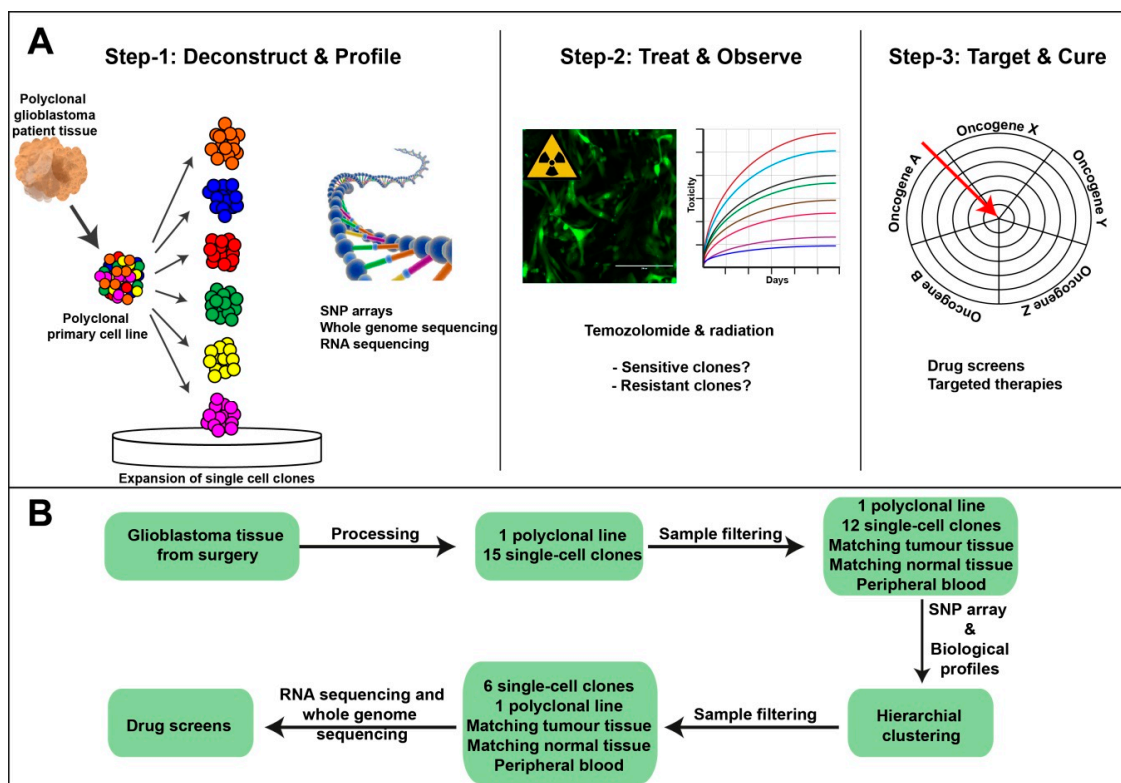 A
Step-1: Deconstruct & Profile
Polyclonal
glioblastoma
patient tissue
Polyclonal
primary cell line
SNP arrays
Whole genome sequencing
RNA sequencing
Expansion of single cell clones
Step-2: Treat & Observe
Toxicity
Days
Temozolomide & radiation
- Sensitive clones?
- Resistant clones?
Step-3: Target & Cure
Oncogene X
Oncogene A
Oncogene Y
Oncogene B
Oncogene Z
Drug screens
Targeted therapies
B
Glioblastoma tissue
from surgery
Processing
1 polyclonal line
15 single-cell clones
Sample filtering
1 polyclonal line
12 single-cell clones
Matching tumour tissue
Matching normal tissue
Peripheral blood
SNP array
&
Biological
profiles
Hierarchial
clustering
Sample filtering
6 single-cell clones
1 polyclonal line
Matching tumour tissue
Matching normal tissue
Peripheral blood
RNA sequencing and
whole genome
sequencing
Drug screens